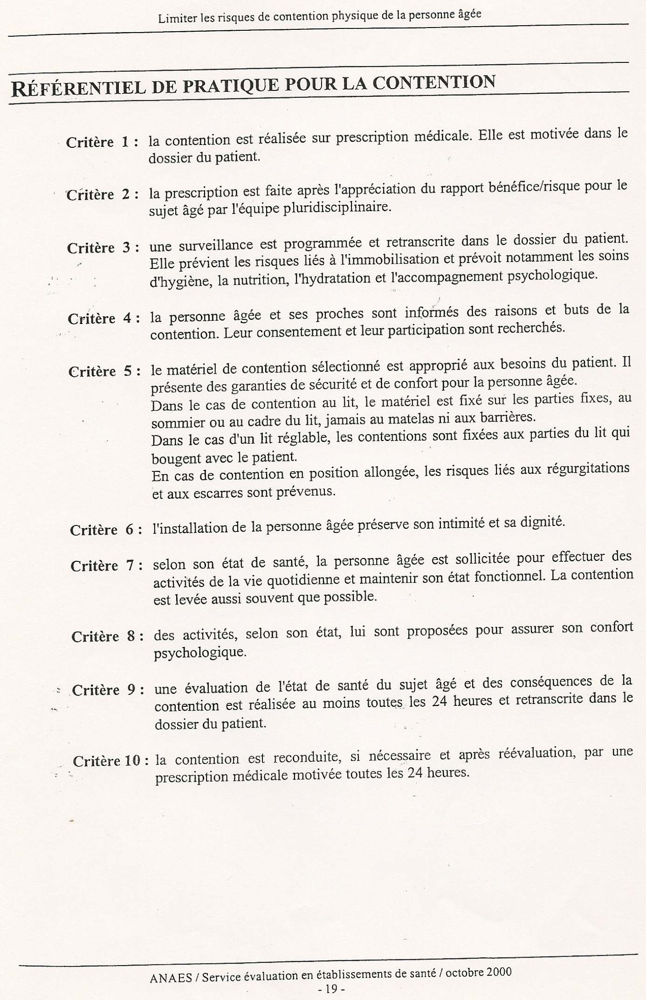 Limiter les risques de contention physique de la personne âgée
RÉFÉRENTIEL DE PRATIQUE POUR LA CONTENTION
Critère 1 : la contention est réalisée sur prescription médicale. Elle est motivée dans le
dossier du patient.
Critère 2 : la prescription est faite après l'appréciation du rapport bénéfice/risque pour le
sujet âgé par l'équipe pluridisciplinaire.
Critère 3 : une surveillance est programmée et retranscrite dans le dossier du patient.
Elle prévient les risques liés à l'immobilisation et prévoit notamment les soins
d'hygiène, la nutrition, l'hydratation et l'accompagnement psychologique.
Critère 4 : la personne âgée et ses proches sont informés des raisons et buts de la
contention. Leur consentement et leur participation sont recherchés.
Critère 5 : le matériel de contention sélectionné est approprié aux besoins du patient. Il
présente des garanties de sécurité et de confort pour la personne âgée.
Dans le cas de contention au lit, le matériel est fixé sur les parties fixes, au
sommier ou au cadre du lit, jamais au matelas ni aux barrières.
Dans le cas d'un lit réglable, les contentions sont fixées aux parties du lit qui
bougent avec le patient.
En cas de contention en position allongée, les risques liés aux régurgitations
et aux escarres sont prévenus.
Critère 6 : l'installation de la personne âgée préserve son intimité et sa dignité.
Critère 7 : selon son état de santé, la personne âgée est sollicitée pour effectuer des
activités de la vie quotidienne et maintenir son état fonctionnel. La contention
est levée aussi souvent que possible.
Critère 8 : des activités, selon son état, lui sont proposées pour assurer son confort
psychologique.
Critère 9 : une évaluation de l'état de santé du sujet âgé et des conséquences de la
contention est réalisée au moins toutes les 24 heures et retranscrite dans le
dossier du patient.
Critère 10 : la contention est reconduite, si nécessaire et après réévaluation, par une
prescription médicale motivée toutes les 24 heures.
ANAES / Service évaluation en établissements de santé / octobre 2000
- 19 -